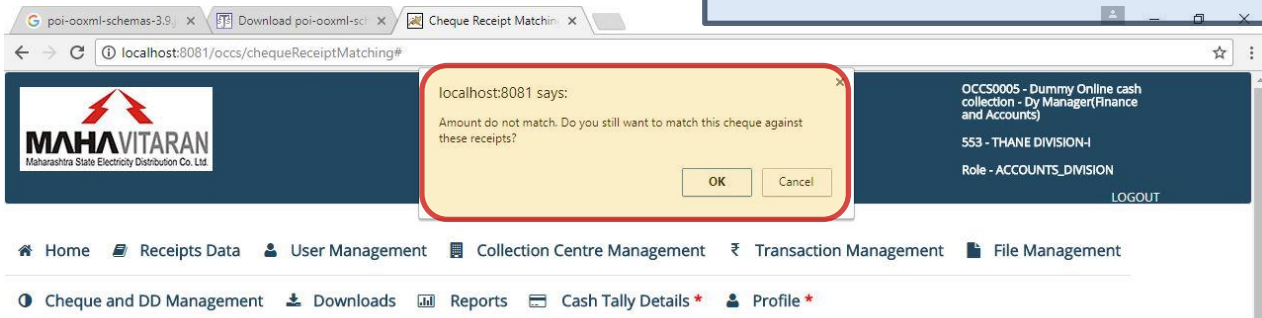 poi-ooxml-schemas-3.9.j
Download poi-ooxml-sch
Cheque Receipt Matchin
localhost:8081/occs/chequeReceiptMatching#
MAHAVITARAN
Maharashtra State Electricity Distribution Co. Ltd.
localhost:8081 says:
Amount do not match. Do you still want to match this cheque against
these receipts?
OK Cancel
OCCS0005 - Dummy Online cash
collection - Dy Manager(Finance
and Accounts)
553 - THANE DIVISION-I
Role - ACCOUNTS_DIVISION
LOGOUT
Home Receipts Data User Management Collection Centre Management ₹ Transaction Management File Management
Cheque and DD Management Downloads Reports Cash Tally Details * Profile *